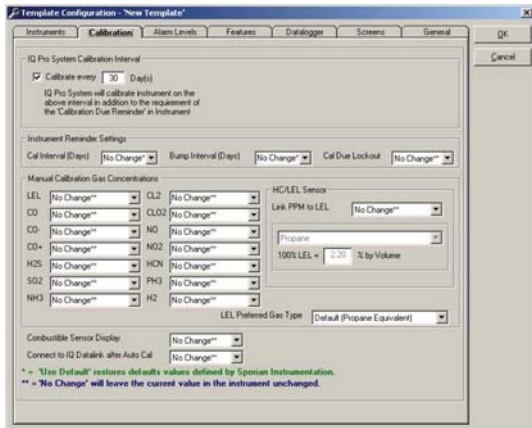 Template Configuration - 'New Template'
Instruments Calibration Alarm Levels Features Datalogger Screens General
OK
Cancel
IQ Pro System Calibration Interval
Calibrate every 30 Day(s)
IQ Pro System will calibrate instrument on the
above interval in addition to the requirement of
the 'Calibration Due Reminder' in Instrument
Instrument Reminder Settings
Cal Interval (Days) No Change* Bump Interval (Days) No Change* Cal Due Lockout No Change**
Manual Calibration Gas Concentrations
LEL No Change** CL2 No Change**
CO No Change** CLO2 No Change**
CO- No Change** NO No Change**
CO+ No Change** NO2 No Change**
H2S No Change** HCN No Change**
SO2 No Change** PH3 No Change**
NH3 No Change** H2 No Change**
HC/LEL Sensor
Link PPM to LEL No Change**
Propane
100% LEL = 2.20 % by Volume
LEL Preferred Gas Type Default (Propane Equivalent)
Combustible Sensor Display No Change**
Connect to IQ Datalink after Auto Cal No Change**
* = 'Use Default' restores defaults values defined by Sperian Instrumentation.
** = 'No Change' will leave the current value in the instrument unchanged.